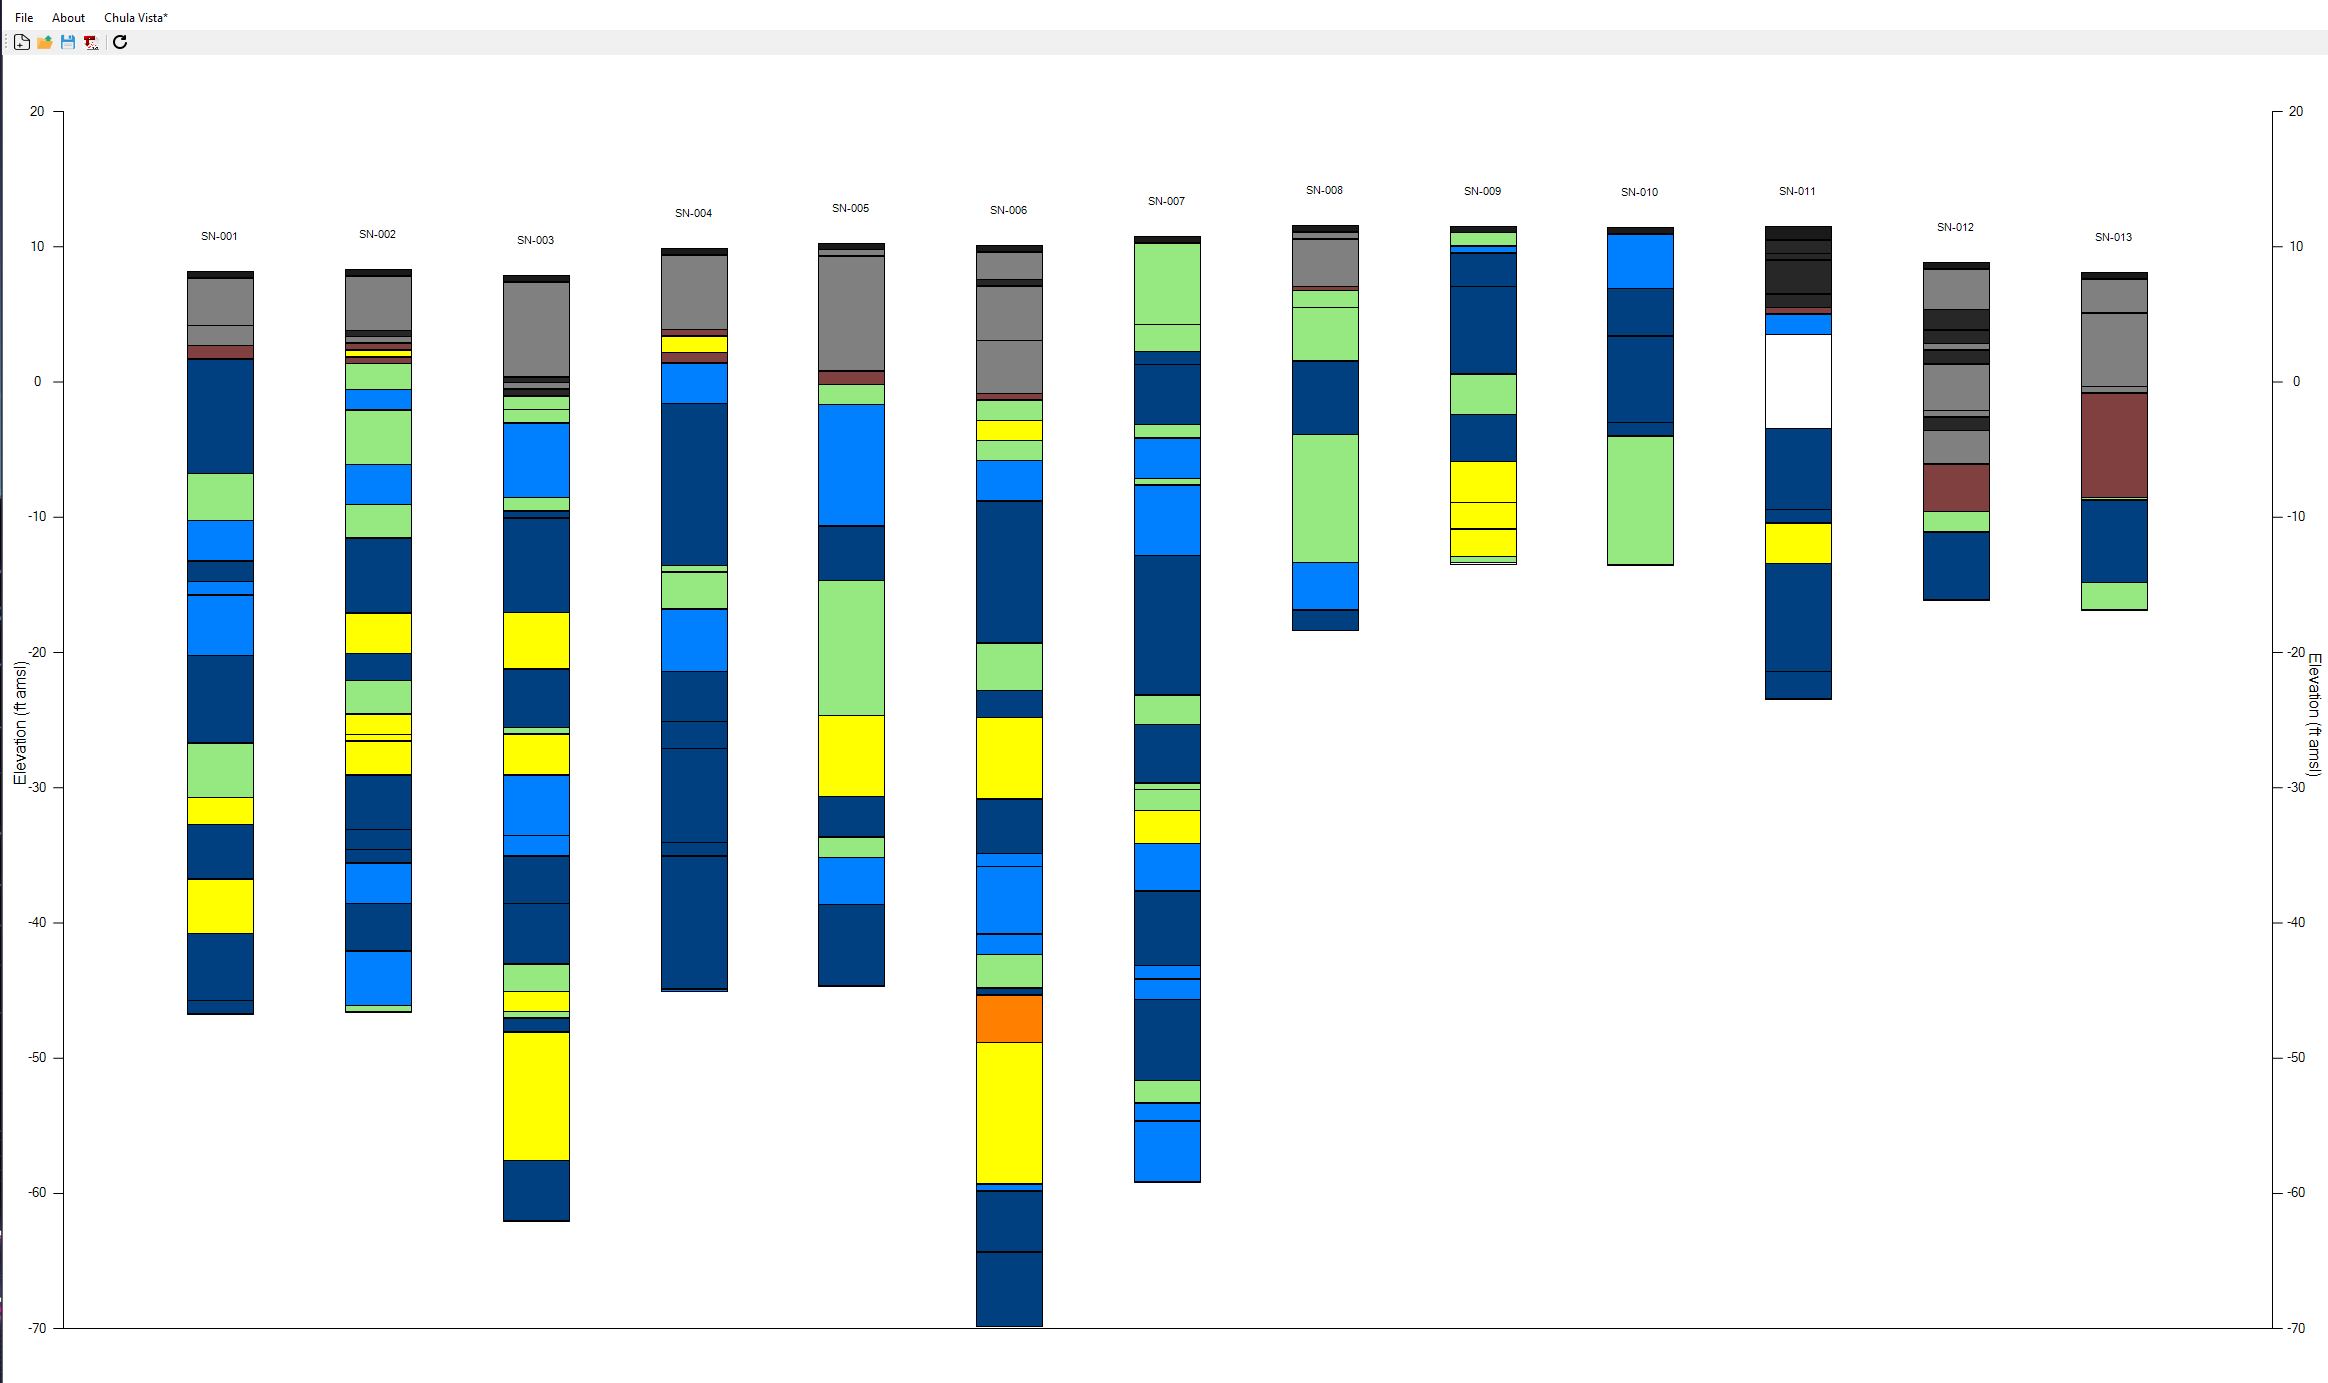 File About Chula Vista*
20 20
SN-008 SN-009 SN-010 SN-011
SN-007
SN-004 SN-005 SN-006
SN-001 SN-002 SN-003 SN-012 SN-013
10 10
0 0
-10 -10
-20 -20
Elevation (ft amsl) Elevation (ft amsl)
-30 -30
-40 -40
-50 -50
-60 -60
-70 -70